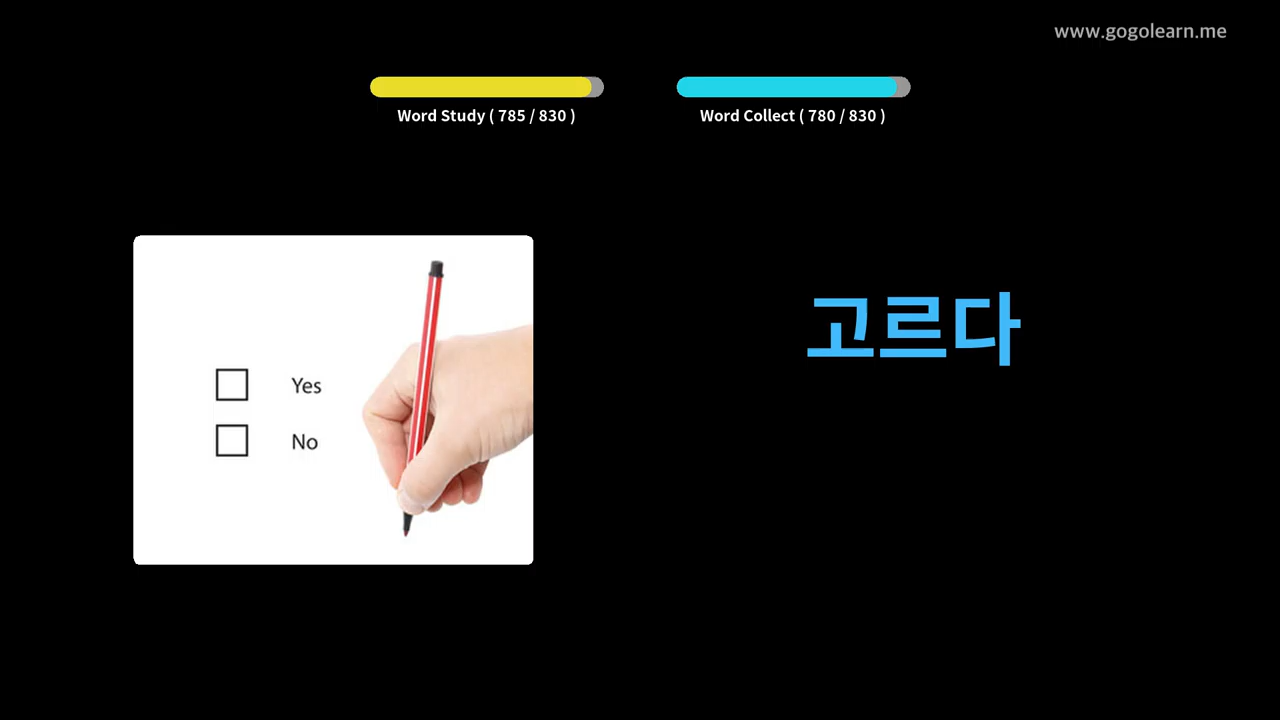 www.gogolearn.me
Word Study ( 785 / 830 )
Word Collect ( 780 / 830 )
고르다
Yes
No